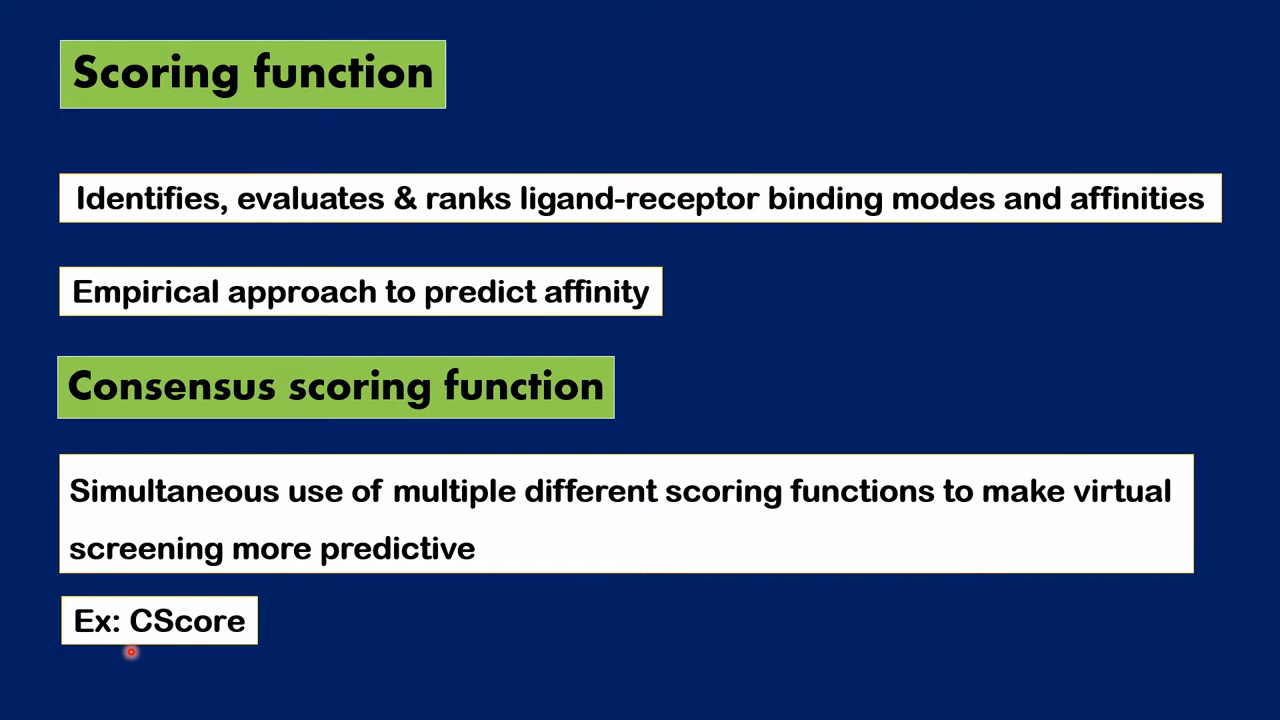 Scoring function
Identifies, evaluates & ranks ligand-receptor binding modes and affinities
Empirical approach to predict affinity
Consensus scoring function
Simultaneous use of multiple different scoring functions to make virtual
screening more predictive
Ex: CScore